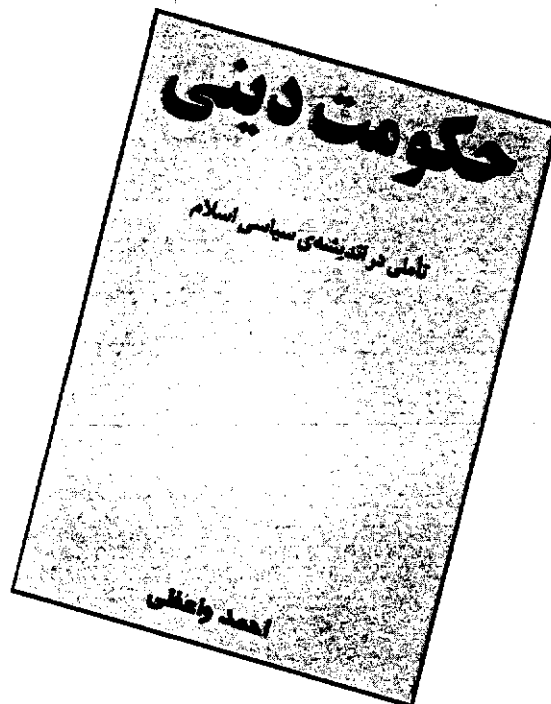 حکومت دینی
تأملی در اندیشه‌ی سیاسی اسلام
احمد واعظی